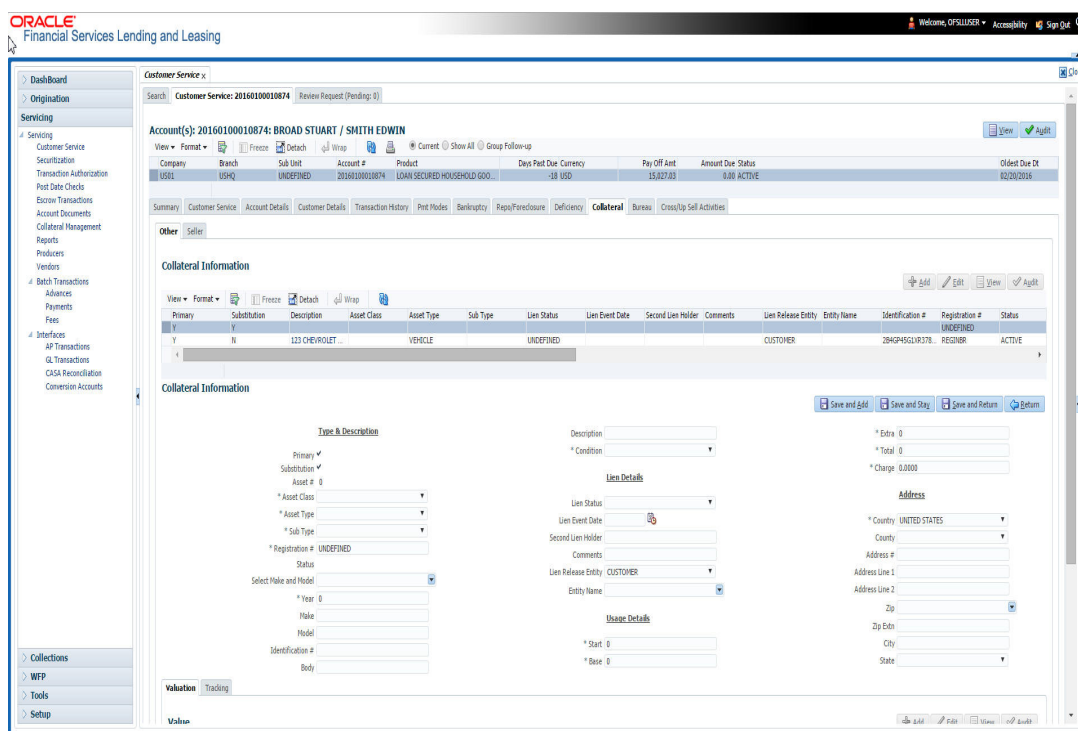 ORACLE'
Financial Services Lending and Leasing
Welcome, OFSLLUSER Accessibility Sign Out
DashBoard
Origination
Servicing
Servicing
Customer Service
Securitization
Transaction Authorization
Post Date Checks
Escrow Transactions
Account Documents
Collateral Management
Reports
Producers
Vendors
Batch Transactions
Advances
Payments
Fees
Interfaces
AP Transactions
GL Transactions
CASA Reconciliation
Conversion Accounts
Collections
WFP
Tools
Setup
Customer Service x
Clo
Search Customer Service: 20160100010874 Review Request (Pending: 0)
Account(s): 20160100010874: BROAD STUART / SMITH EDWIN
View Audit
View Format Freeze Detach Wrap Current Show All Group Follow-up
Company Branch Sub Unit Account # Product Days Past Due Currency Pay Off Amt Amount Due Status Oldest Due Dt
US01 USHQ UNDEFINED 20160100010874 LOAN SECURED HOUSEHOLD GOO... -18 USD 15,027.03 0.00 ACTIVE 02/20/2016
Summary Customer Service Account Details Customer Details Transaction History Pmt Modes Bankruptcy Repo/Foreclosure Deficiency Collateral Bureau Cross/Up Sell Activities
Other Seller
Collateral Information
Add Edit View Audit
View Format Freeze Detach Wrap
Primary Substitution Description Asset Class Asset Type Sub Type Lien Status Lien Event Date Second Lien Holder Comments Lien Release Entity Entity Name Identification # Registration # Status
Y Y UNDEFINED
Y N 123 CHEVROLET ... VEHICLE UNDEFINED CUSTOMER 2B4GP45G1XR378... REGINBR ACTIVE
Collateral Information
Save and Add Save and Stay Save and Return Return
Type & Description
Primary
Substitution
Asset # 0
* Asset Class
* Asset Type
* Sub Type
* Registration # UNDEFINED
Status
Select Make and Model
* Year 0
Make
Model
Identification #
Body
Description
* Condition
Lien Details
Lien Status
Lien Event Date
Second Lien Holder
Comments
Lien Release Entity CUSTOMER
Entity Name
Usage Details
* Start 0
* Base 0
* Extra 0
* Total 0
* Charge 0.0000
Address
* Country UNITED STATES
County
Address #
Address Line 1
Address Line 2
Zip
Zip Extn
City
State
Valuation Tracking
Value
Add Edit View Audit